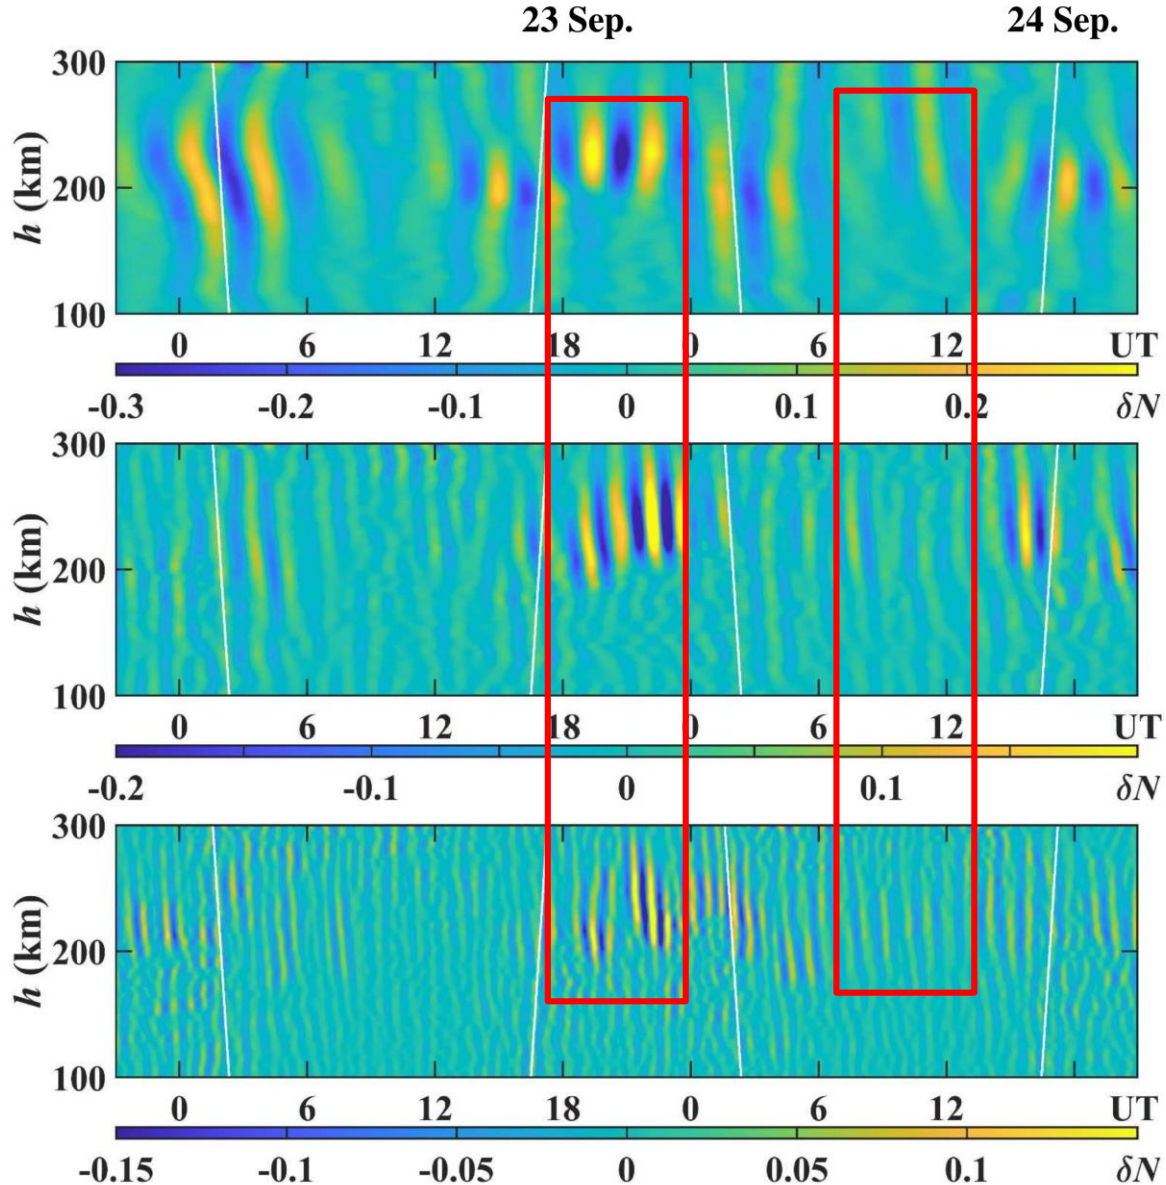 23 Sep. 24 Sep.
300
200
100
h (km)
0 6 12 18 0 6 12 UT
-0.3 -0.2 -0.1 0 0.1 0.2 δN
300
200
100
h (km)
0 6 12 18 0 6 12 UT
-0.2 -0.1 0 0.1 δN
300
200
100
h (km)
0 6 12 18 0 6 12 UT
-0.15 -0.1 -0.05 0 0.05 0.1 δN